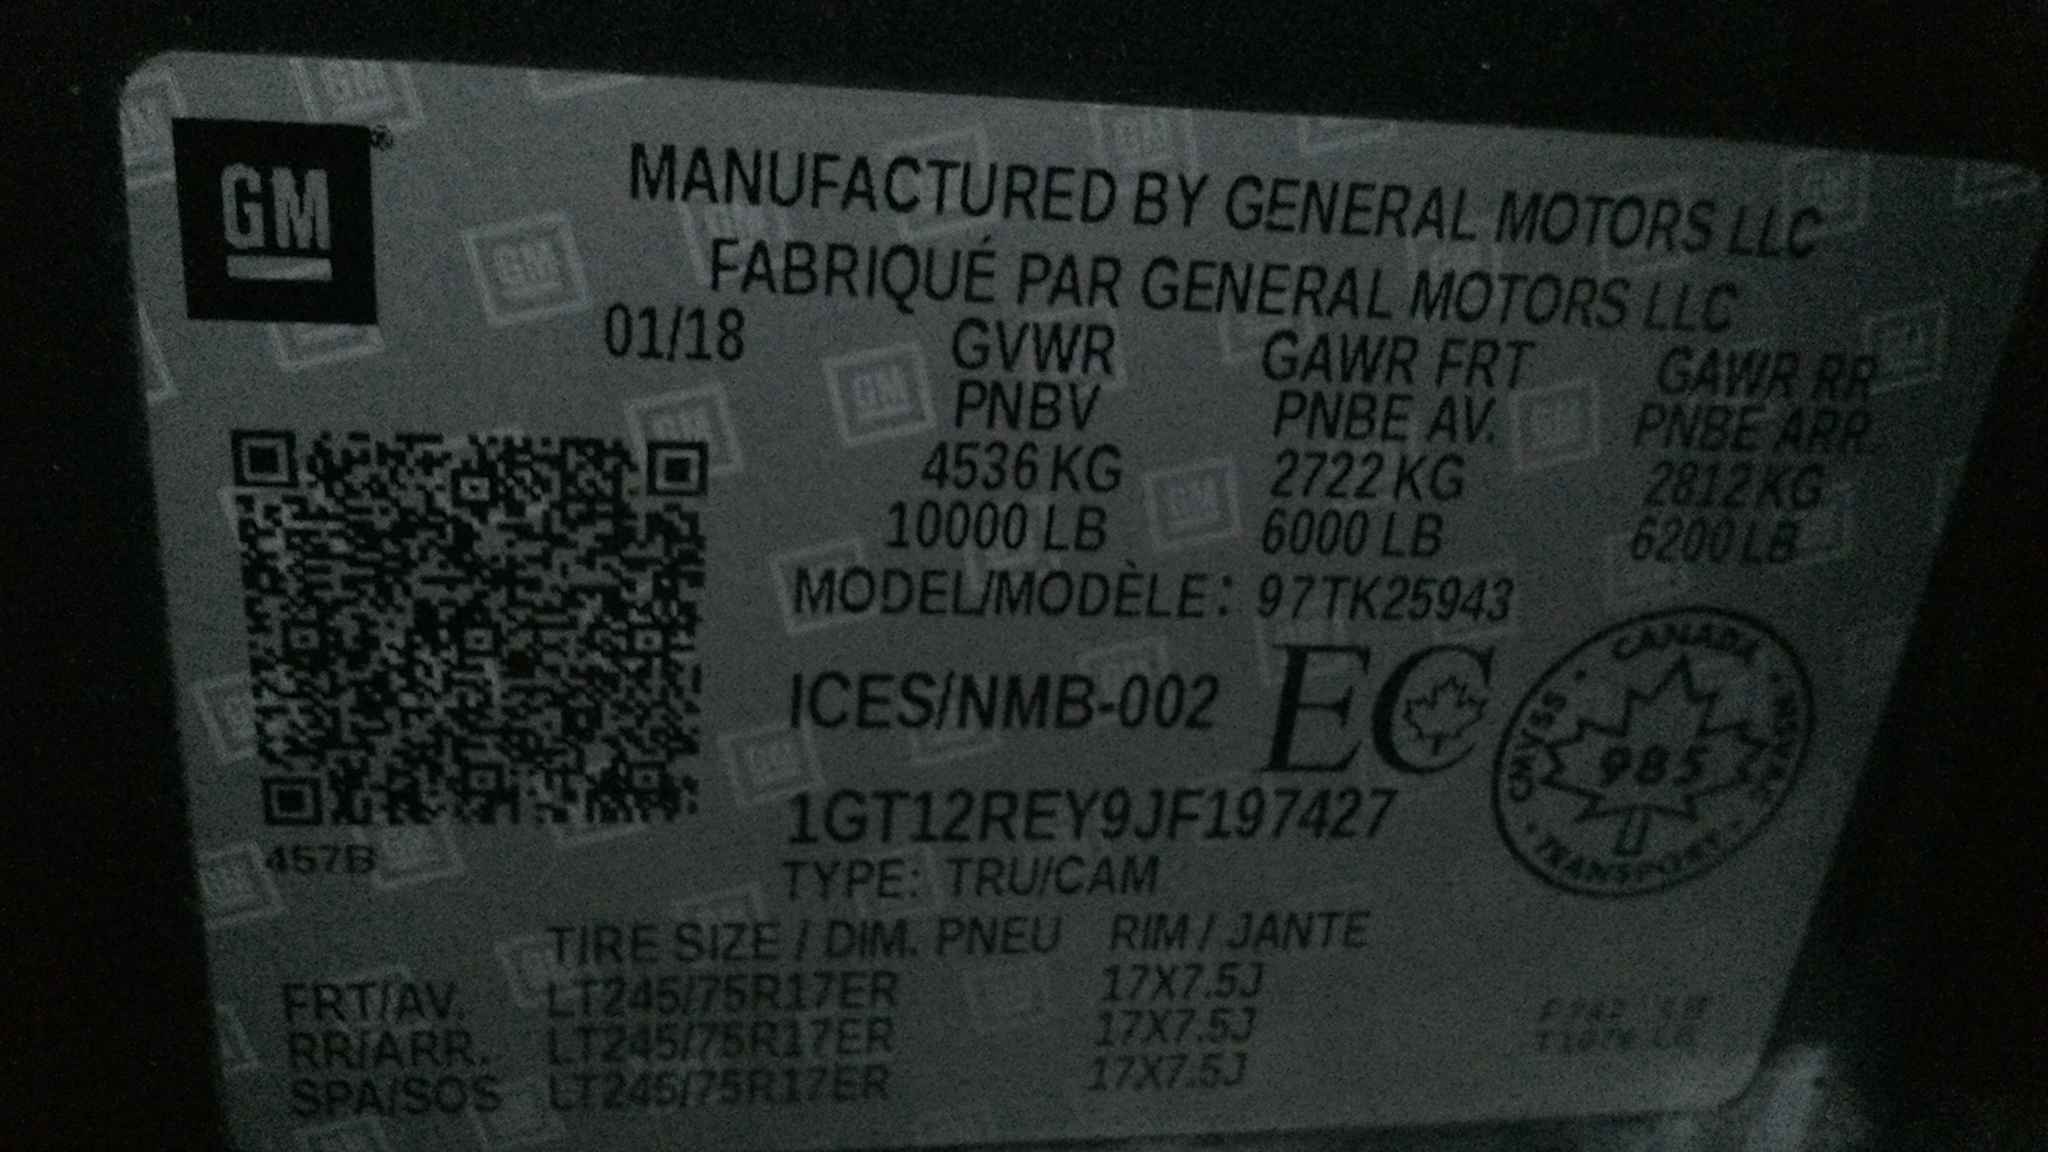 GM
MANUFACTURED BY GENERAL MOTORS LLC
FABRIQUÉ PAR GENERAL MOTORS LLC
01/18 GVWR GAWR FRT GAWR RR
PNBV PNBE AV. PNBE ARR.
4536 KG 2722 KG 2812 KG
10000 LB 6000 LB 6200 LB
MODEL/MODÈLE: 97TK25943
ICES/NMB-002 EC
CANADA
CMVSS NSVAC
985
TRANSPORT
1GT12REY9JF197427
457B
TYPE: TRU/CAM
TIRE SIZE / DIM. PNEU RIM / JANTE
FRT/AV. LT245/75R17ER 17X7.5J
RR/ARR. LT245/75R17ER 17X7.5J
SPA/SOS LT245/75R17ER 17X7.5J